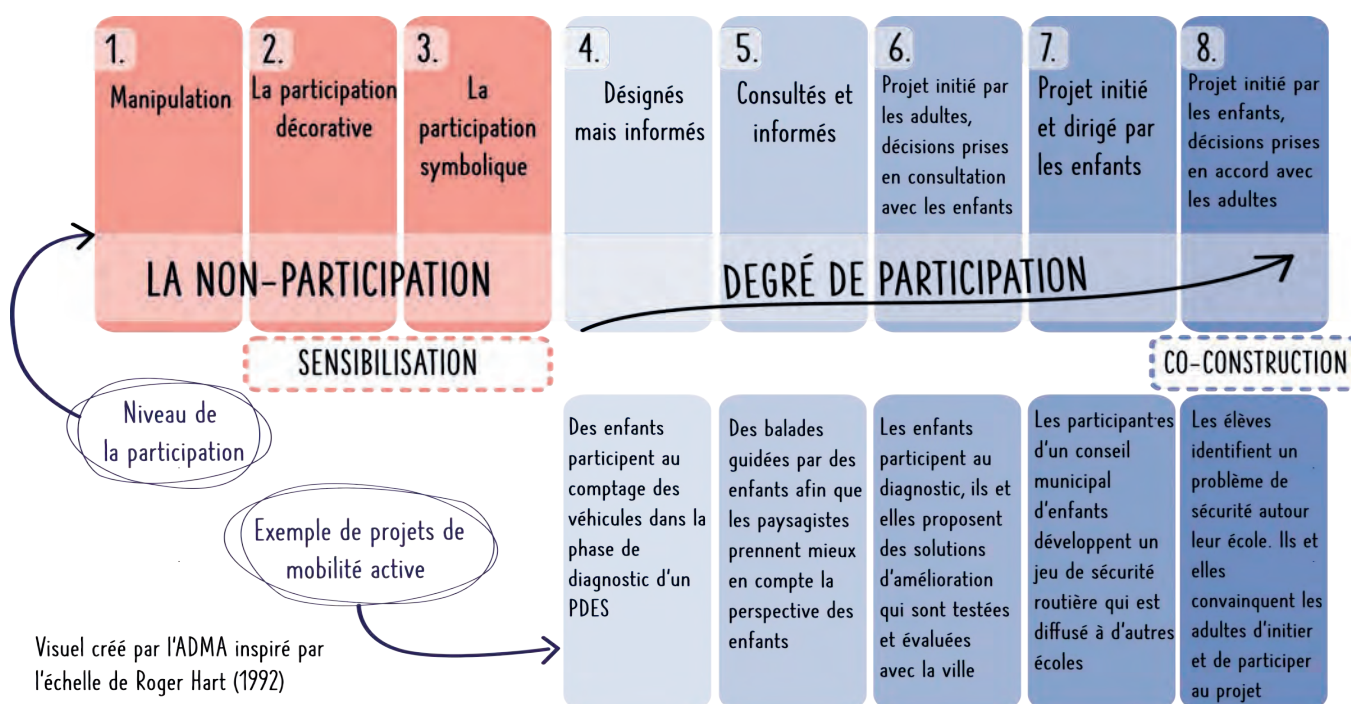 1.
Manipulation
2.
La participation
décorative
3.
La
participation
symbolique
4.
Désignés
mais informés
5.
Consultés et
informés
6.
Projet initié par
les adultes,
décisions prises
en consultation
avec les enfants
7.
Projet initié
et dirigé par
les enfants
8.
Projet initié par
les enfants,
décisions prises
en accord avec
les adultes
LA NON-PARTICIPATION
DEGRÉ DE PARTICIPATION
SENSIBILISATION
CO-CONSTRUCTION
Niveau de
la participation
Exemple de projets de
mobilité active
Des enfants
participent au
comptage des
véhicules dans la
phase de
diagnostic d'un
PDES
Des balades
guidées par des
enfants afin que
les paysagistes
prennent mieux
en compte la
perspective des
enfants
Les enfants
participent au
diagnostic, ils et
elles proposent
des solutions
d'amélioration
qui sont testées
et évaluées
avec la ville
Les participant·es
d'un conseil
municipal
d'enfants
développent un
jeu de sécurité
routière qui est
diffusé à d'autres
écoles
Les élèves
identifient un
problème de
sécurité autour
leur école. Ils et
elles
convainquent les
adultes d'initier
et de participer
au projet
Visuel créé par l'ADMA inspiré par
l'échelle de Roger Hart (1992)